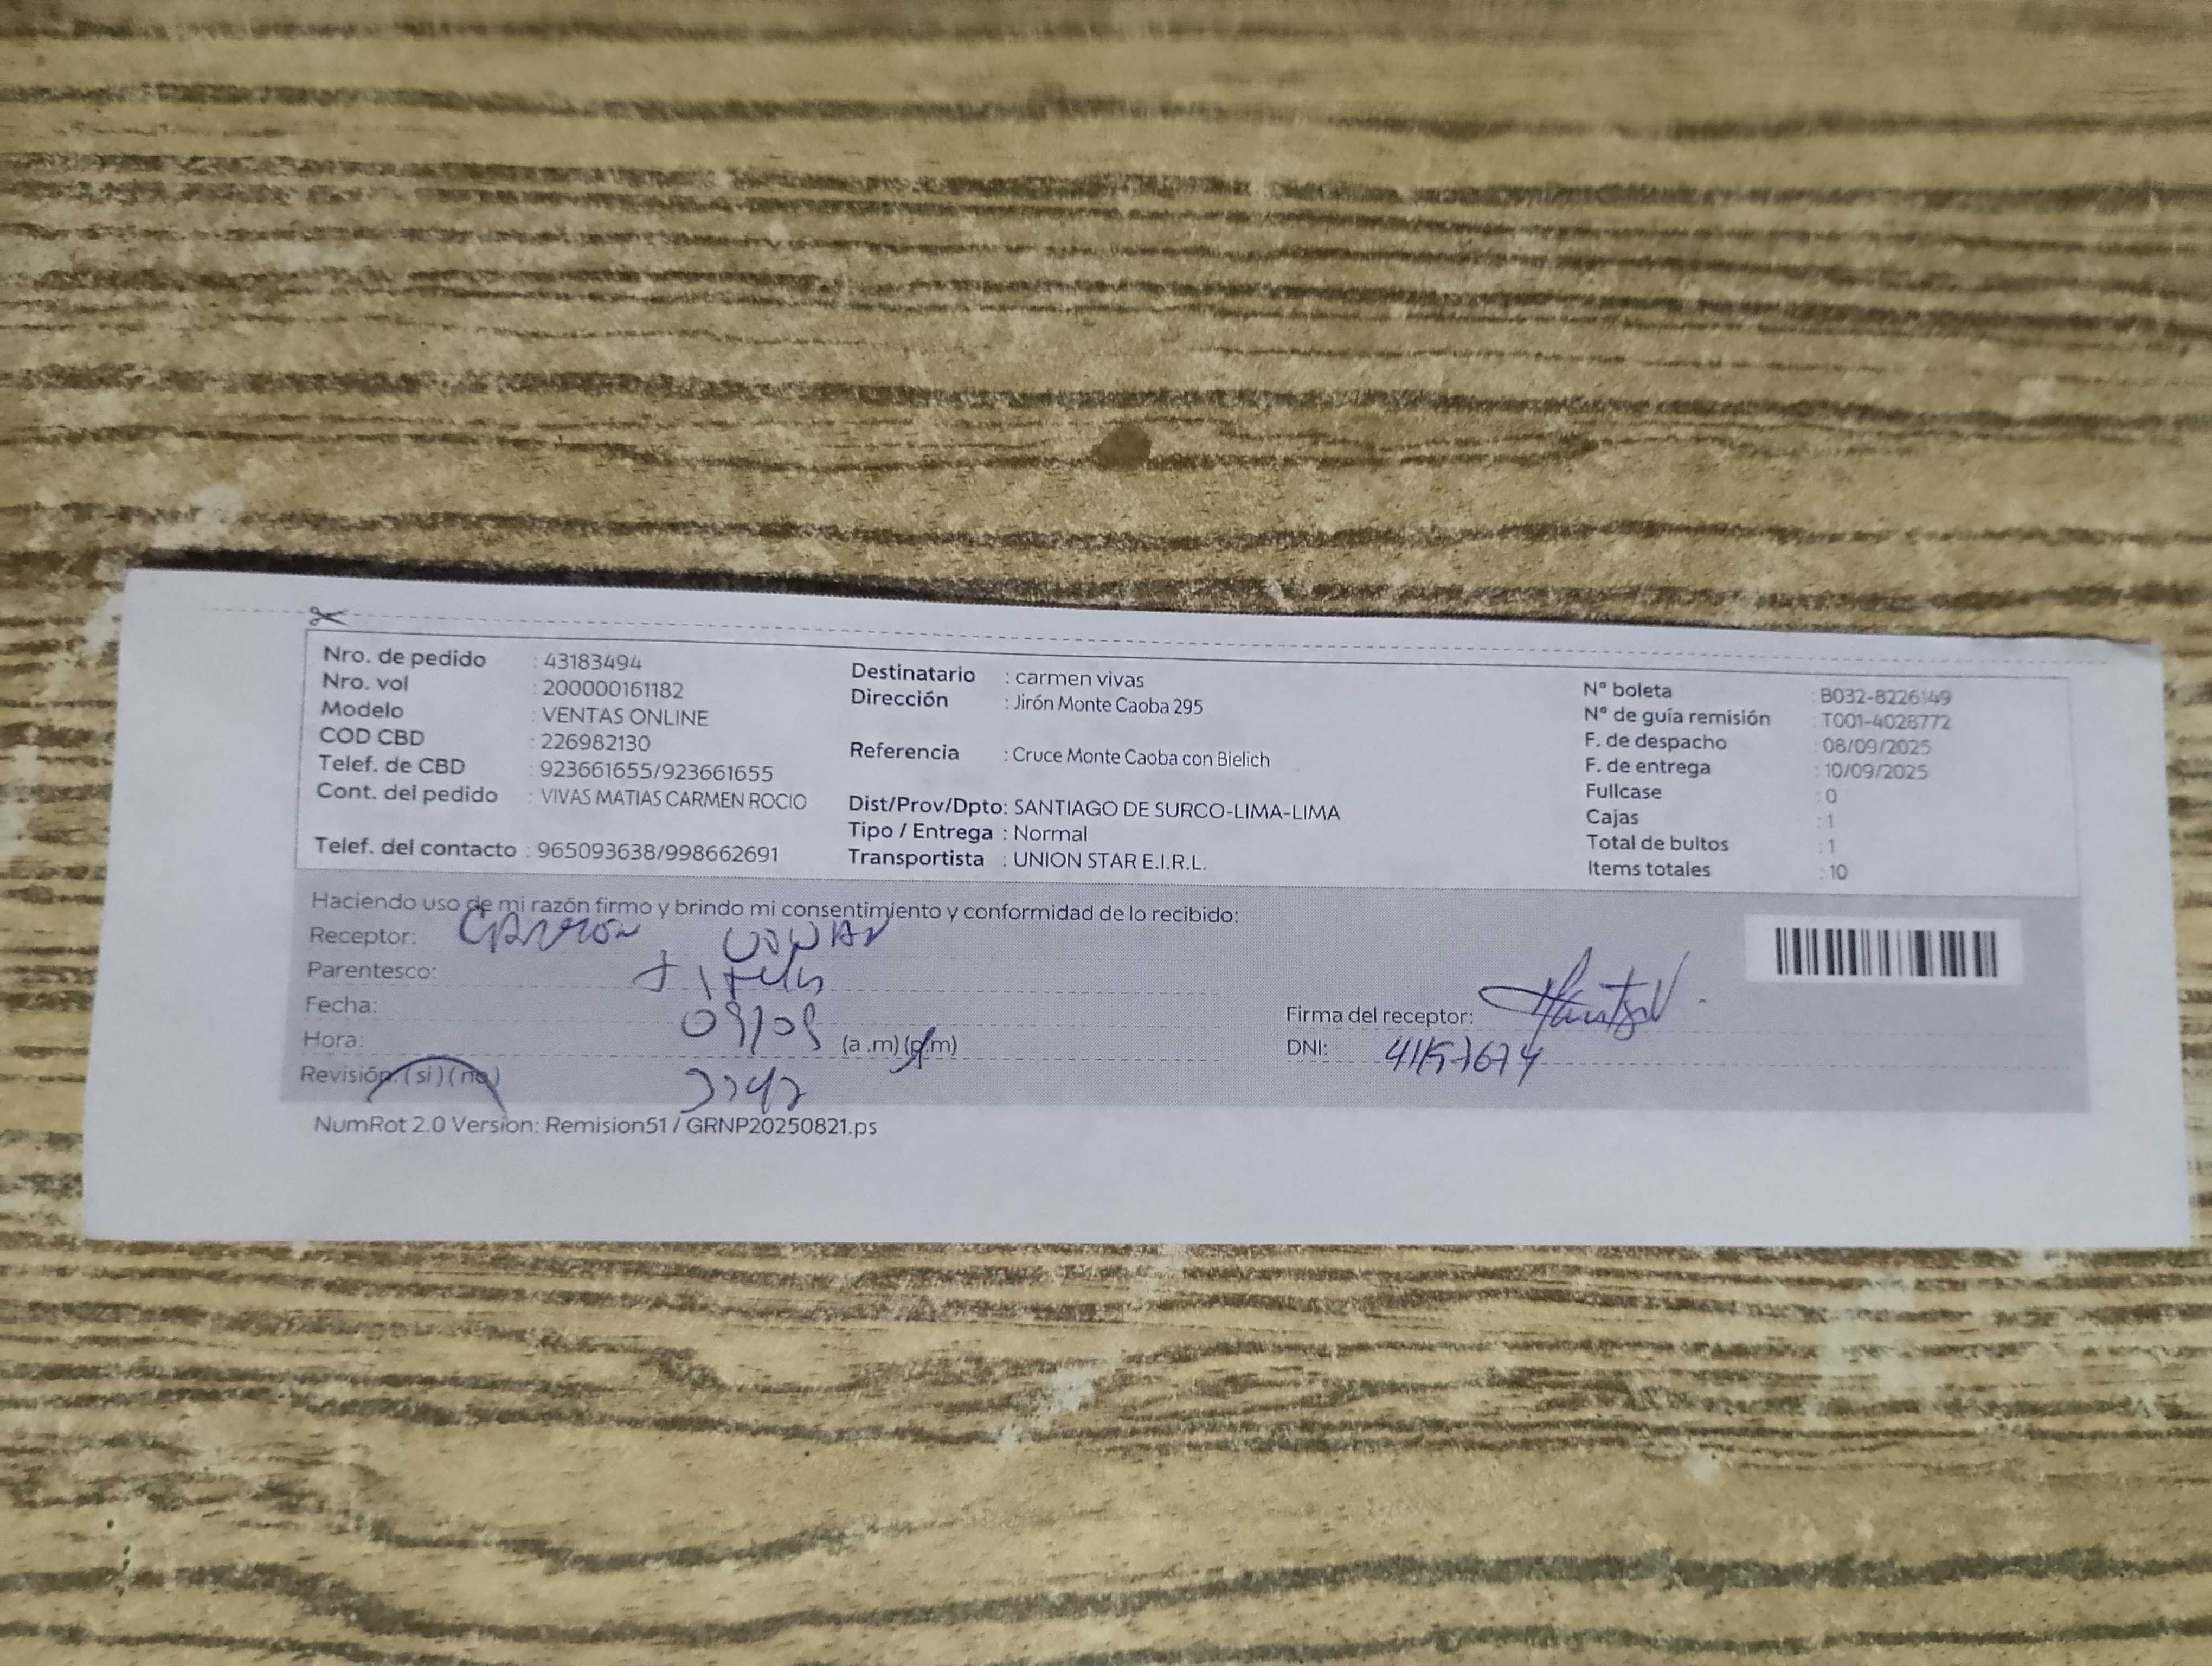 Nro. de pedido : 43183494
Nro. vol : 200000161182
Modelo : VENTAS ONLINE
COD CBD : 226982130
Telef. de CBD : 923661655/923661655
Cont. del pedido : VIVAS MATIAS CARMEN ROCIO
Telef. del contacto : 965093638/998662691
Destinatario : carmen vivas
Dirección : Jirón Monte Caoba 295
Referencia : Cruce Monte Caoba con Bielich
Dist/Prov/Dpto: SANTIAGO DE SURCO-LIMA-LIMA
Tipo / Entrega : Normal
Transportista : UNION STAR E.I.R.L.
N° boleta : B032-8226149
N° de guía remisión : T001-4028772
F. de despacho : 08/09/2025
F. de entrega : 10/09/2025
Fullcase : 0
Cajas : 1
Total de bultos : 1
Items totales : 10
Haciendo uso de mi razón firmo y brindo mi consentimiento y conformidad de lo recibido:
Receptor:
Parentesco:
Fecha: 09/09
Hora: (a .m) (p.m)
Revisión: (si) (no)
Firma del receptor:
DNI: 41157674
NumRot 2.0 Version: Remision51 / GRNP20250821.ps